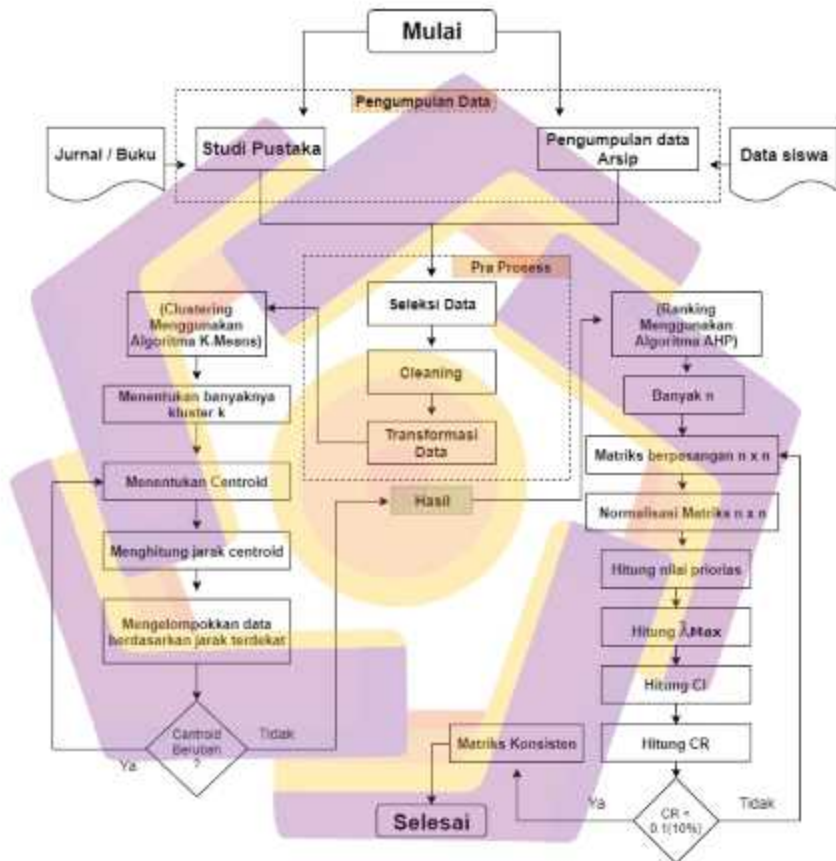 Mulai
Pengumpulan Data
Jurnal / Buku
Studi Pustaka
Pengumpulan data
Arsip
Data siswa
Pra Prosess
Seleksi Data
Cleaning
Transformasi
Data
(Clustering
Menggunakan
Algoritma K-Means)
Menentukan banyaknya
kluster k
Menentukan Centroid
Menghitung jarak centroid
Mengelompokkan data
berdasarkan jarak terdekat
Centroid
Berubah
?
Ya
Tidak
Hasil
(Ranking
Menggunakan
Algoritma AHP)
Banyak n
Matriks berpasangan n x n
Normalisasi Matriks n x n
Hitung nilai priorias
Hitung λMax
Hitung CI
Hitung CR
CR <
0.1(10%)
Ya
Tidak
Matriks Konsisten
Selesai